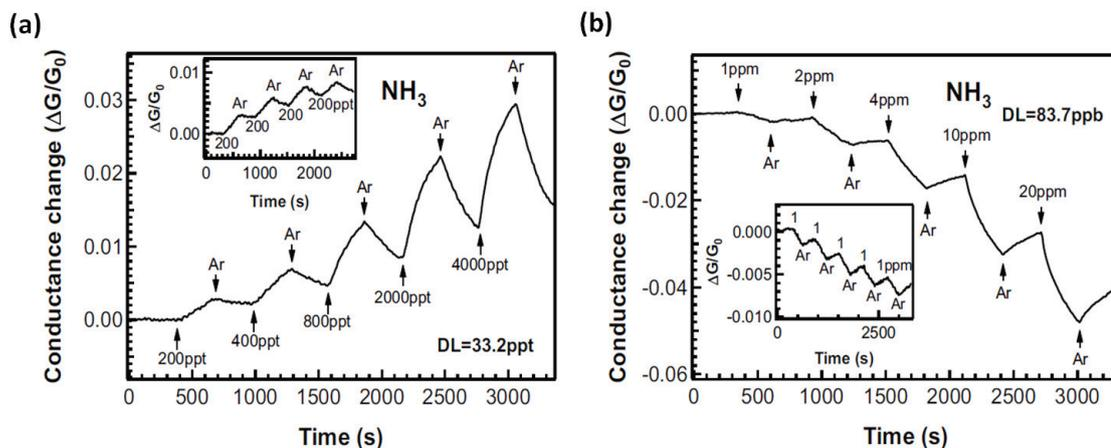 (a)
Conductance change (ΔG/G₀)
0.03
0.02
0.01
0.00
0 500 1000 1500 2000 2500 3000
Time (s)
ΔG/G₀
0.01
0.00
0 1000 2000
Time (s)
Ar Ar Ar Ar
200 200 200 200ppt
NH₃
Ar Ar Ar Ar Ar
200ppt 400ppt 800ppt 2000ppt 4000ppt
DL=33.2ppt
(b)
Conductance change (ΔG/G₀)
0.00
-0.02
-0.04
-0.06
0 500 1000 1500 2000 2500 3000
Time (s)
1ppm 2ppm 4ppm 10ppm 20ppm
NH₃
DL=83.7ppb
Ar Ar Ar Ar Ar
ΔG/G₀
0.000
-0.005
-0.010
0 2500
Time (s)
1 1 1 1 1ppm
Ar Ar Ar Ar Ar